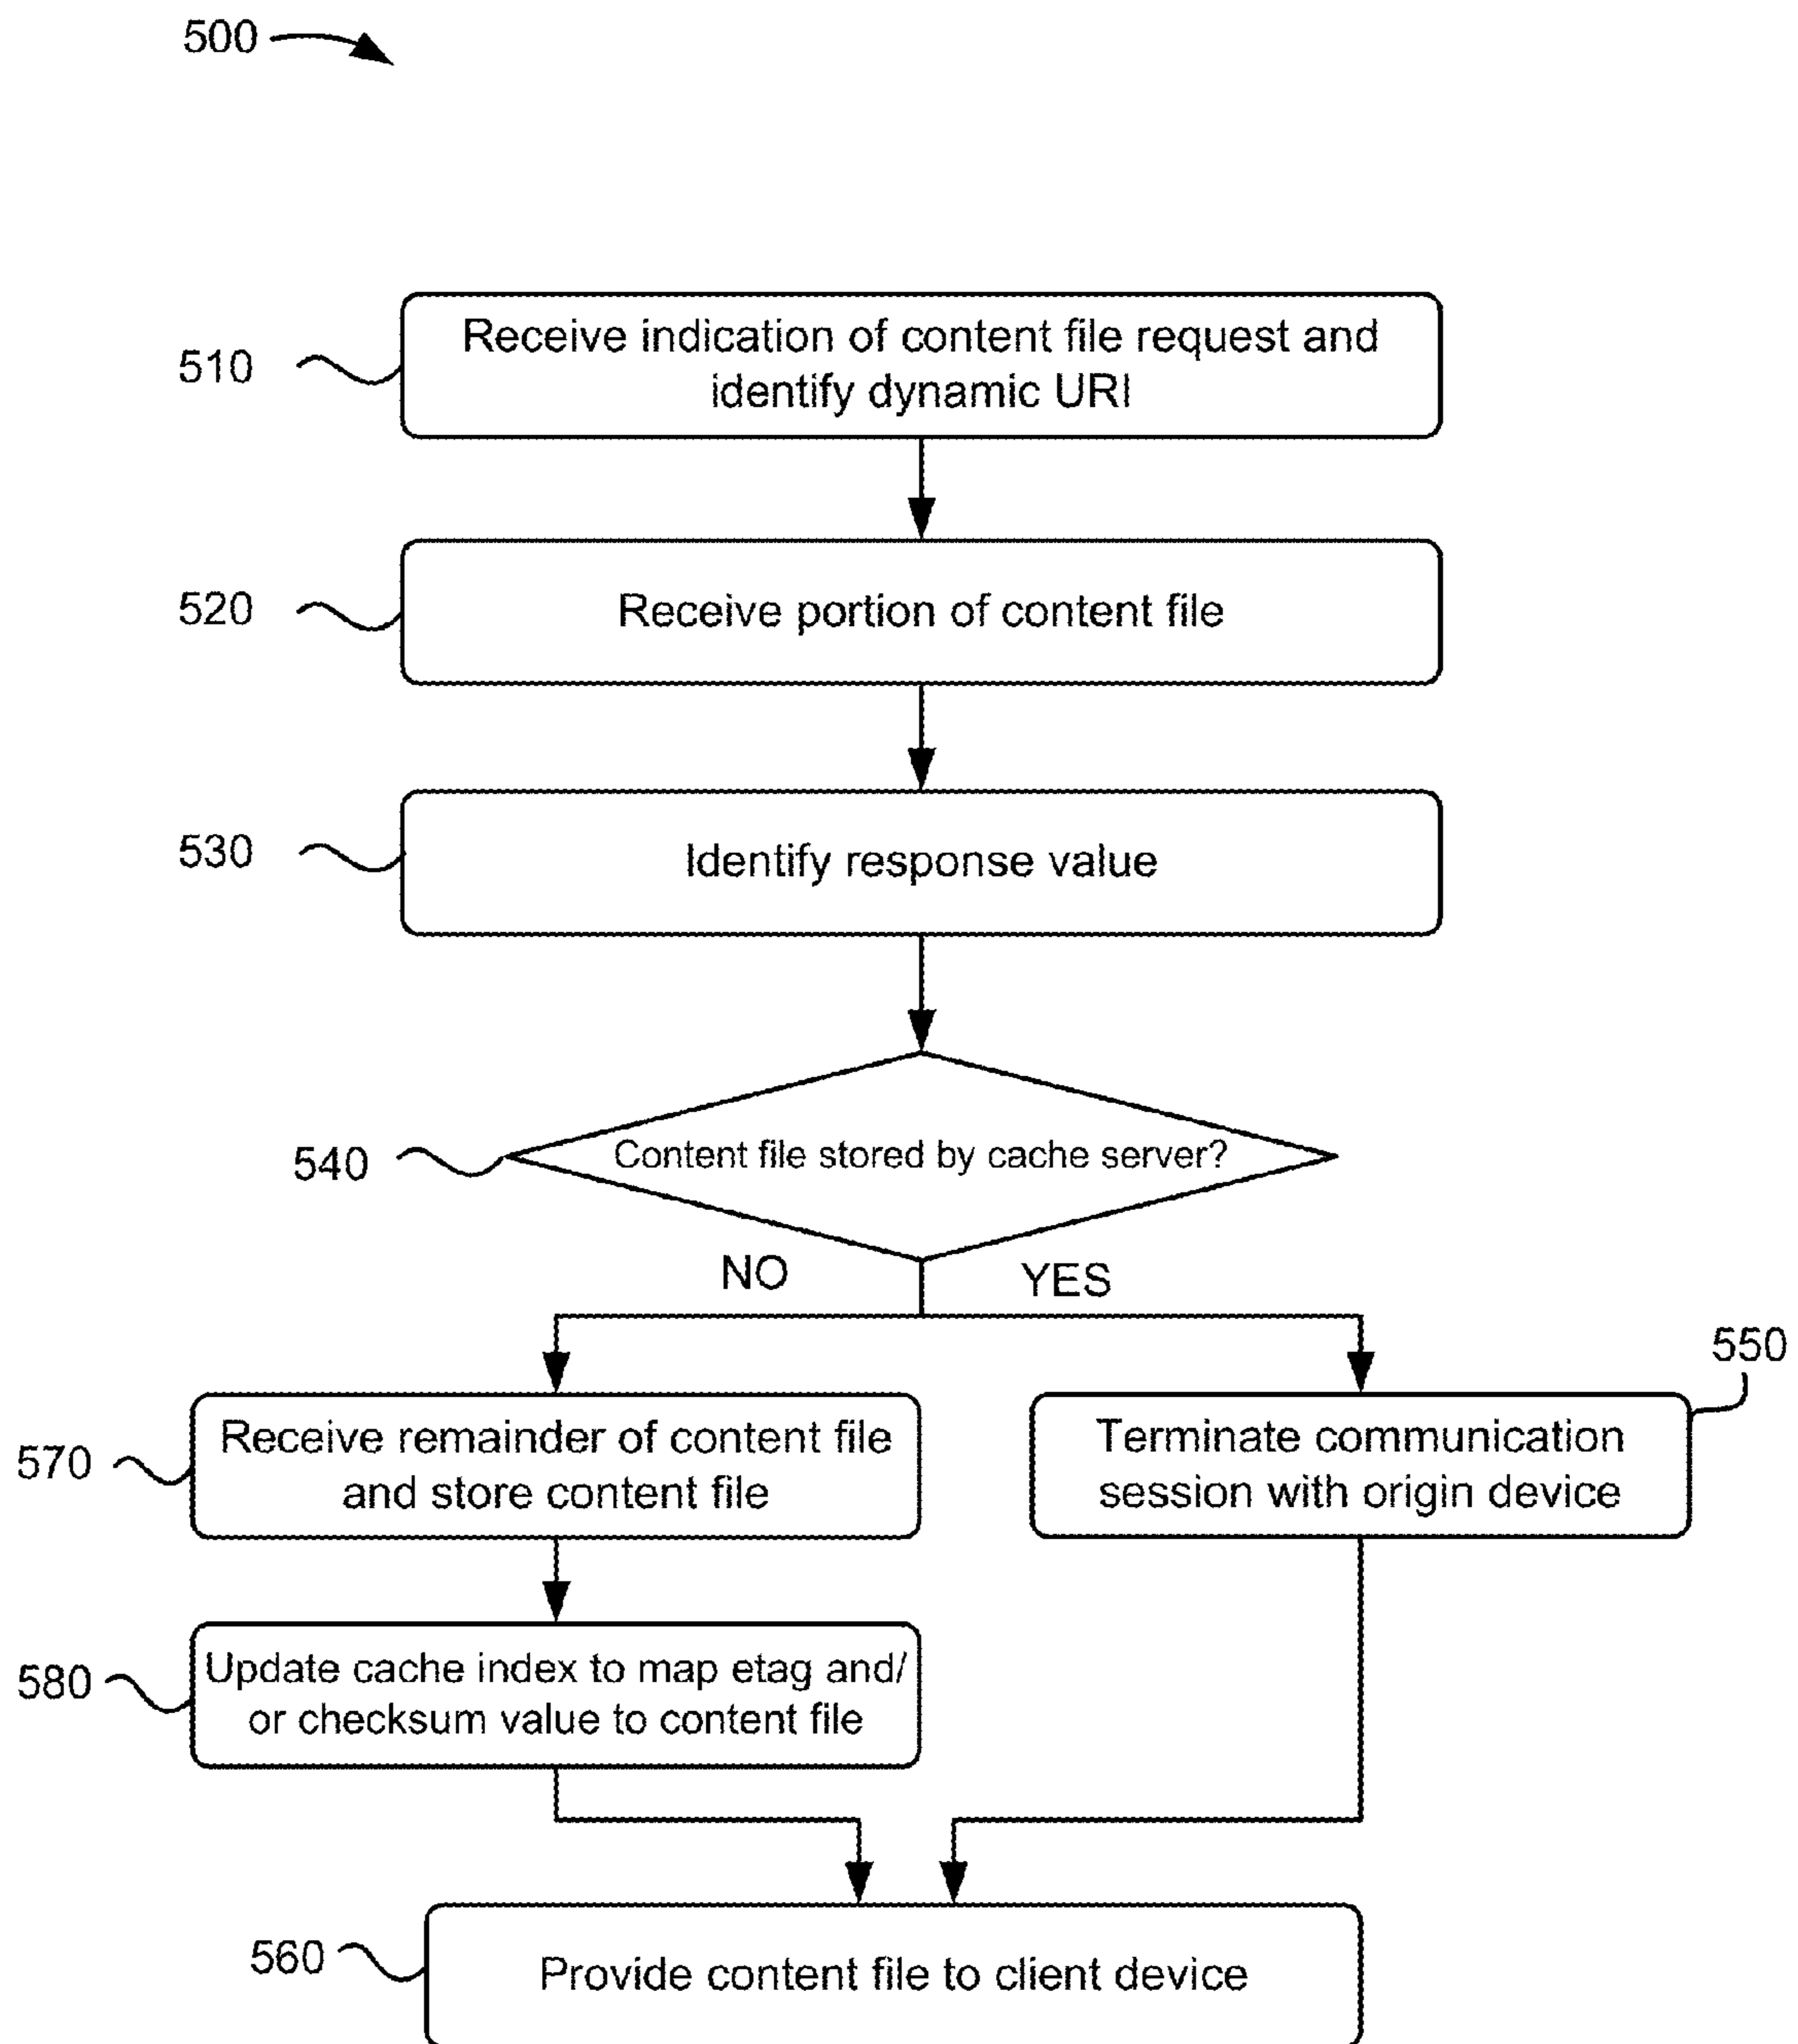 500
510
Receive indication of content file request and
identify dynamic URI
520
Receive portion of content file
530
Identify response value
540
Content file stored by cache server?
NO
YES
550
570
Receive remainder of content file
and store content file
Terminate communication
session with origin device
580
Update cache index to map etag and/
or checksum value to content file
560
Provide content file to client device